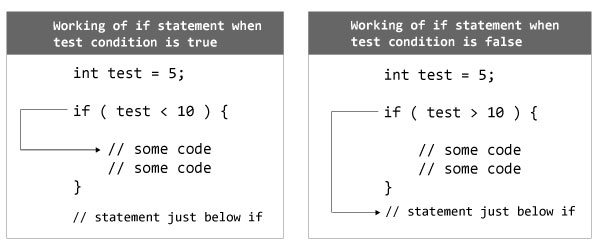 Working of if statement when
test condition is true
int test = 5;
if ( test < 10 ) {
// some code
// some code
}
// statement just below if
Working of if statement when
test condition is false
int test = 5;
if ( test > 10 ) {
// some code
// some code
}
// statement just below if